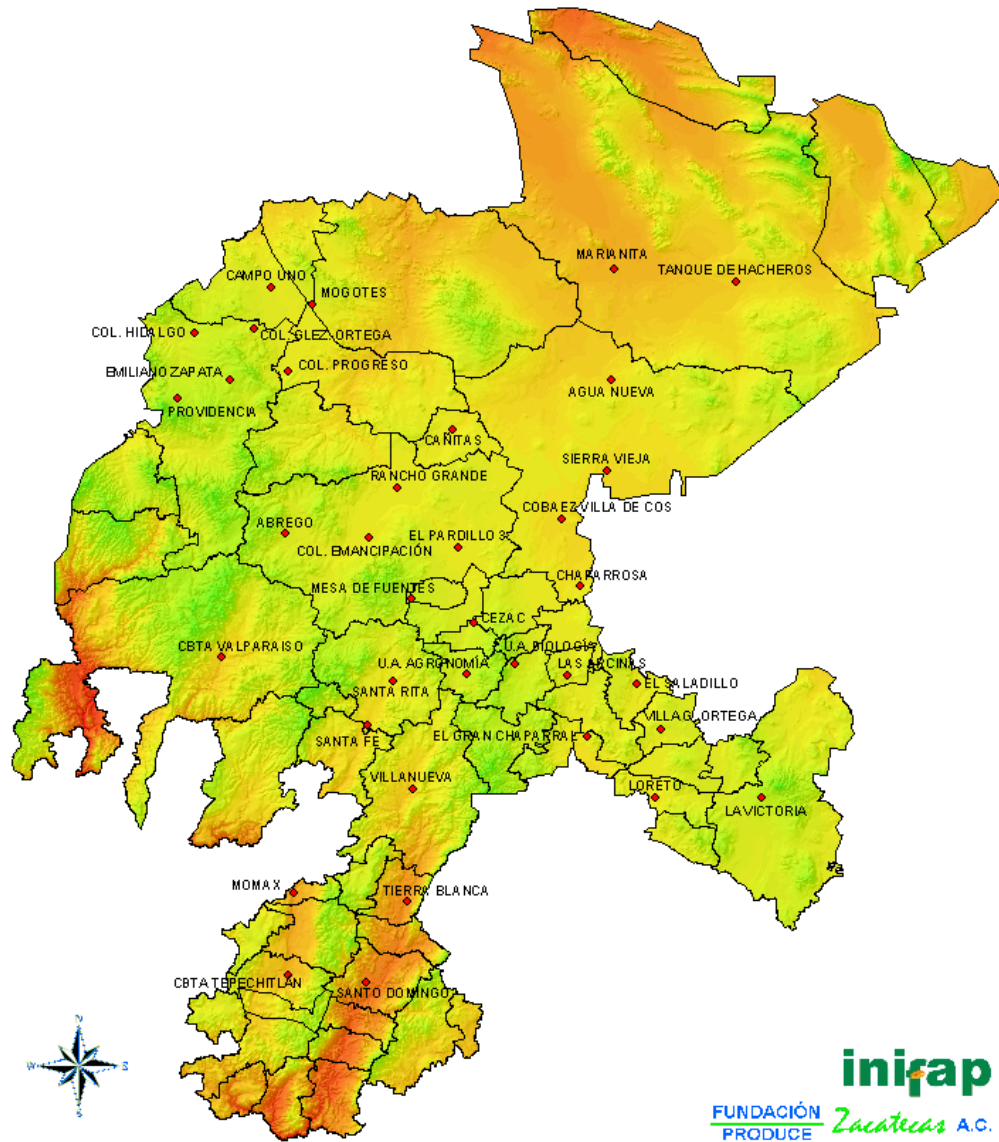 MARIANITA
TANQUE DE HACHEROS
CAMPO UNO
MOGOTES
COL. HIDALGO
COL. GLEZ. ORTEGA
EMILIANO ZAPATA
COL. PROGRESO
AGUA NUEVA
PROVIDENCIA
CAÑITAS
SIERRA VIEJA
RANCHO GRANDE
COBAEZ VILLA DE COS
ABREGO
EL PARDILLO 3
COL. EMANCIPACIÓN
CHAPARROSA
MESA DE FUENTES
CEZAC
CBTA VALPARAISO
U.A. BIOLOGÍA
U.A. AGRONOMÍA
LAS ARCINAS
SANTA RITA
EL SALADILLO
VILLA G. ORTEGA
SANTA FE
EL GRAN CHAPARRAL
VILLANUEVA
LORETO
LA VICTORIA
MOMAX
TIERRA BLANCA
CBTA TEPECHITLÁN
SANTO DOMINGO
N
W E
S
inifap
FUNDACIÓN
PRODUCE Zacatecas A.C.